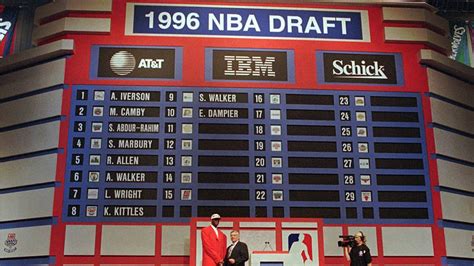 1996 NBA DRAFT
AT&T IBM Schick
1 A. IVERSON 9 S. WALKER 16 23
2 M. CAMBY 10 E. DAMPIER 17 24
3 S. ABDUR-RAHIM 11 18 25
4 S. MARBURY 12 19 26
5 R. ALLEN 13 20 27
6 A. WALKER 14 21 28
7 L. WRIGHT 15 22 29
8 K. KITTLES